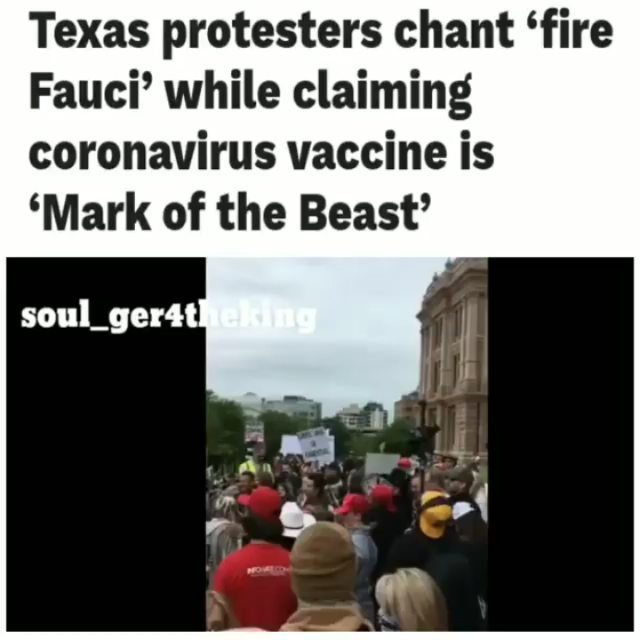 Texas protesters chant ‘fire
Fauci’ while claiming
coronavirus vaccine is
‘Mark of the Beast’
soul_ger4theking